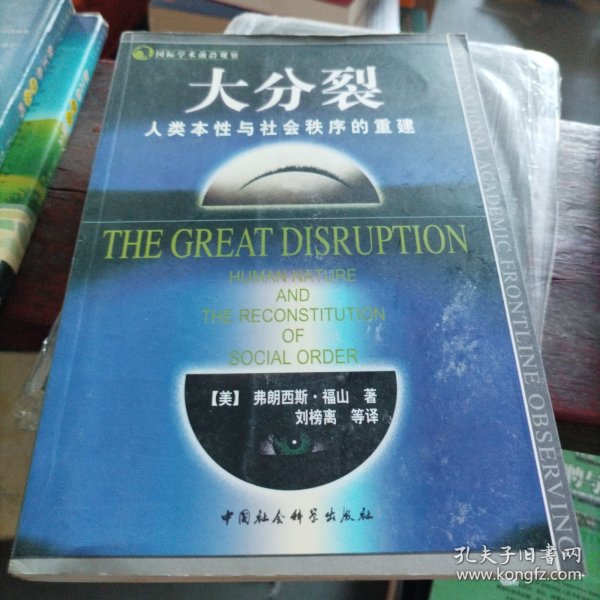 国际学术前沿观察
大分裂
人类本性与社会秩序的重建
THE GREAT DISRUPTION
HUMAN NATURE
AND
THE RECONSTITUTION
OF
SOCIAL ORDER
【美】 弗朗西斯·福山 著
刘榜离 等译
中国社会科学出版社
INTERNATIONAL ACADEMIC FRONTLINE OBSERVING
孔夫子旧书网
www.kongfz.com